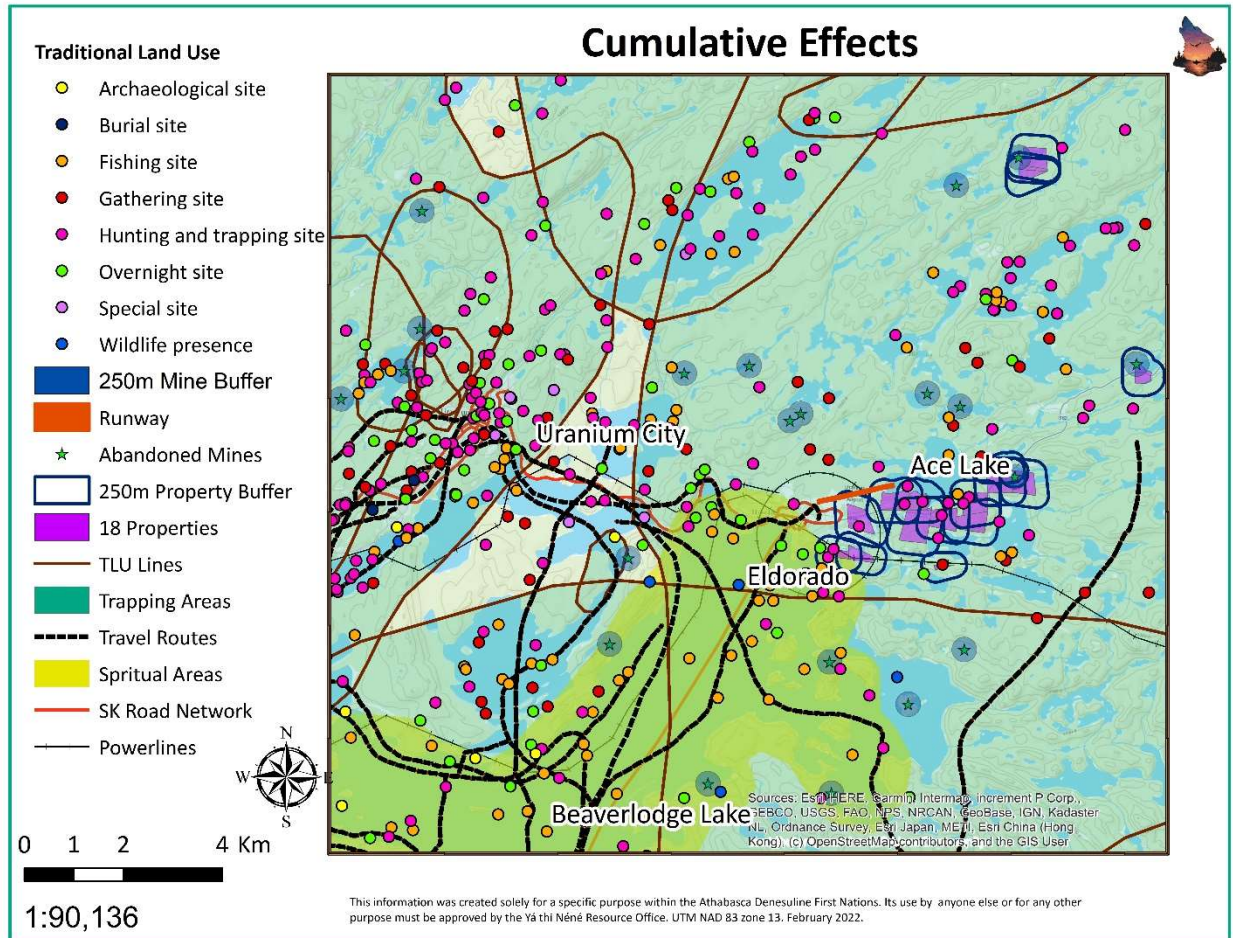 Cumulative Effects
Traditional Land Use
Archaeological site
Burial site
Fishing site
Gathering site
Hunting and trapping site
Overnight site
Special site
Wildlife presence
250m Mine Buffer
Runway
Abandoned Mines
250m Property Buffer
18 Properties
TLU Lines
Trapping Areas
Travel Routes
Spritual Areas
SK Road Network
Powerlines
N
W E
S
0 1 2 4 Km
1:90,136
Uranium City
Ace Lake
Eldorado
Beaverlodge Lake
Sources: Esri, HERE, Garmin, Intermap, increment P Corp.,
GEBCO, USGS, FAO, NPS, NRCAN, GeoBase, IGN, Kadaster
NL, Ordnance Survey, Esri Japan, METI, Esri China (Hong
Kong), (c) OpenStreetMap contributors, and the GIS User
This information was created solely for a specific purpose within the Athabasca Denesuline First Nations. Its use by anyone else or for any other
purpose must be approved by the Yá thi Néné Resource Office. UTM NAD 83 zone 13. February 2022.